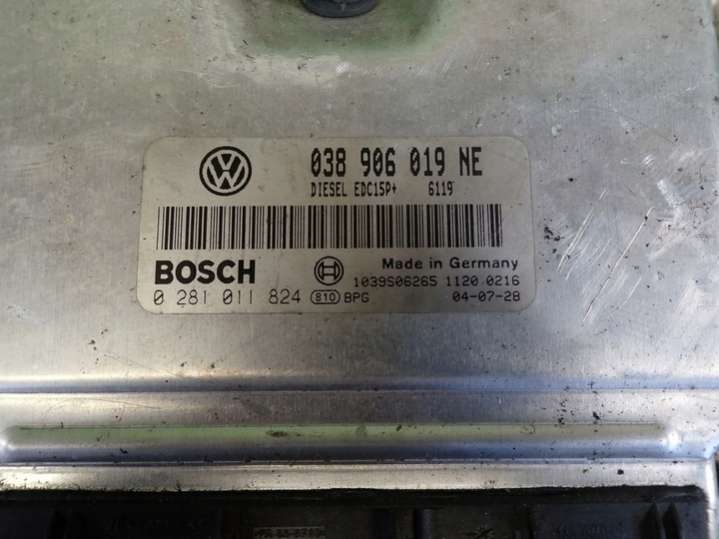 038 906 019 NE
DIESEL EDC15P+ 6119
BOSCH Made in Germany
1039S06265 1120 0216
0 281 011 824 810 BPG 04-07-28